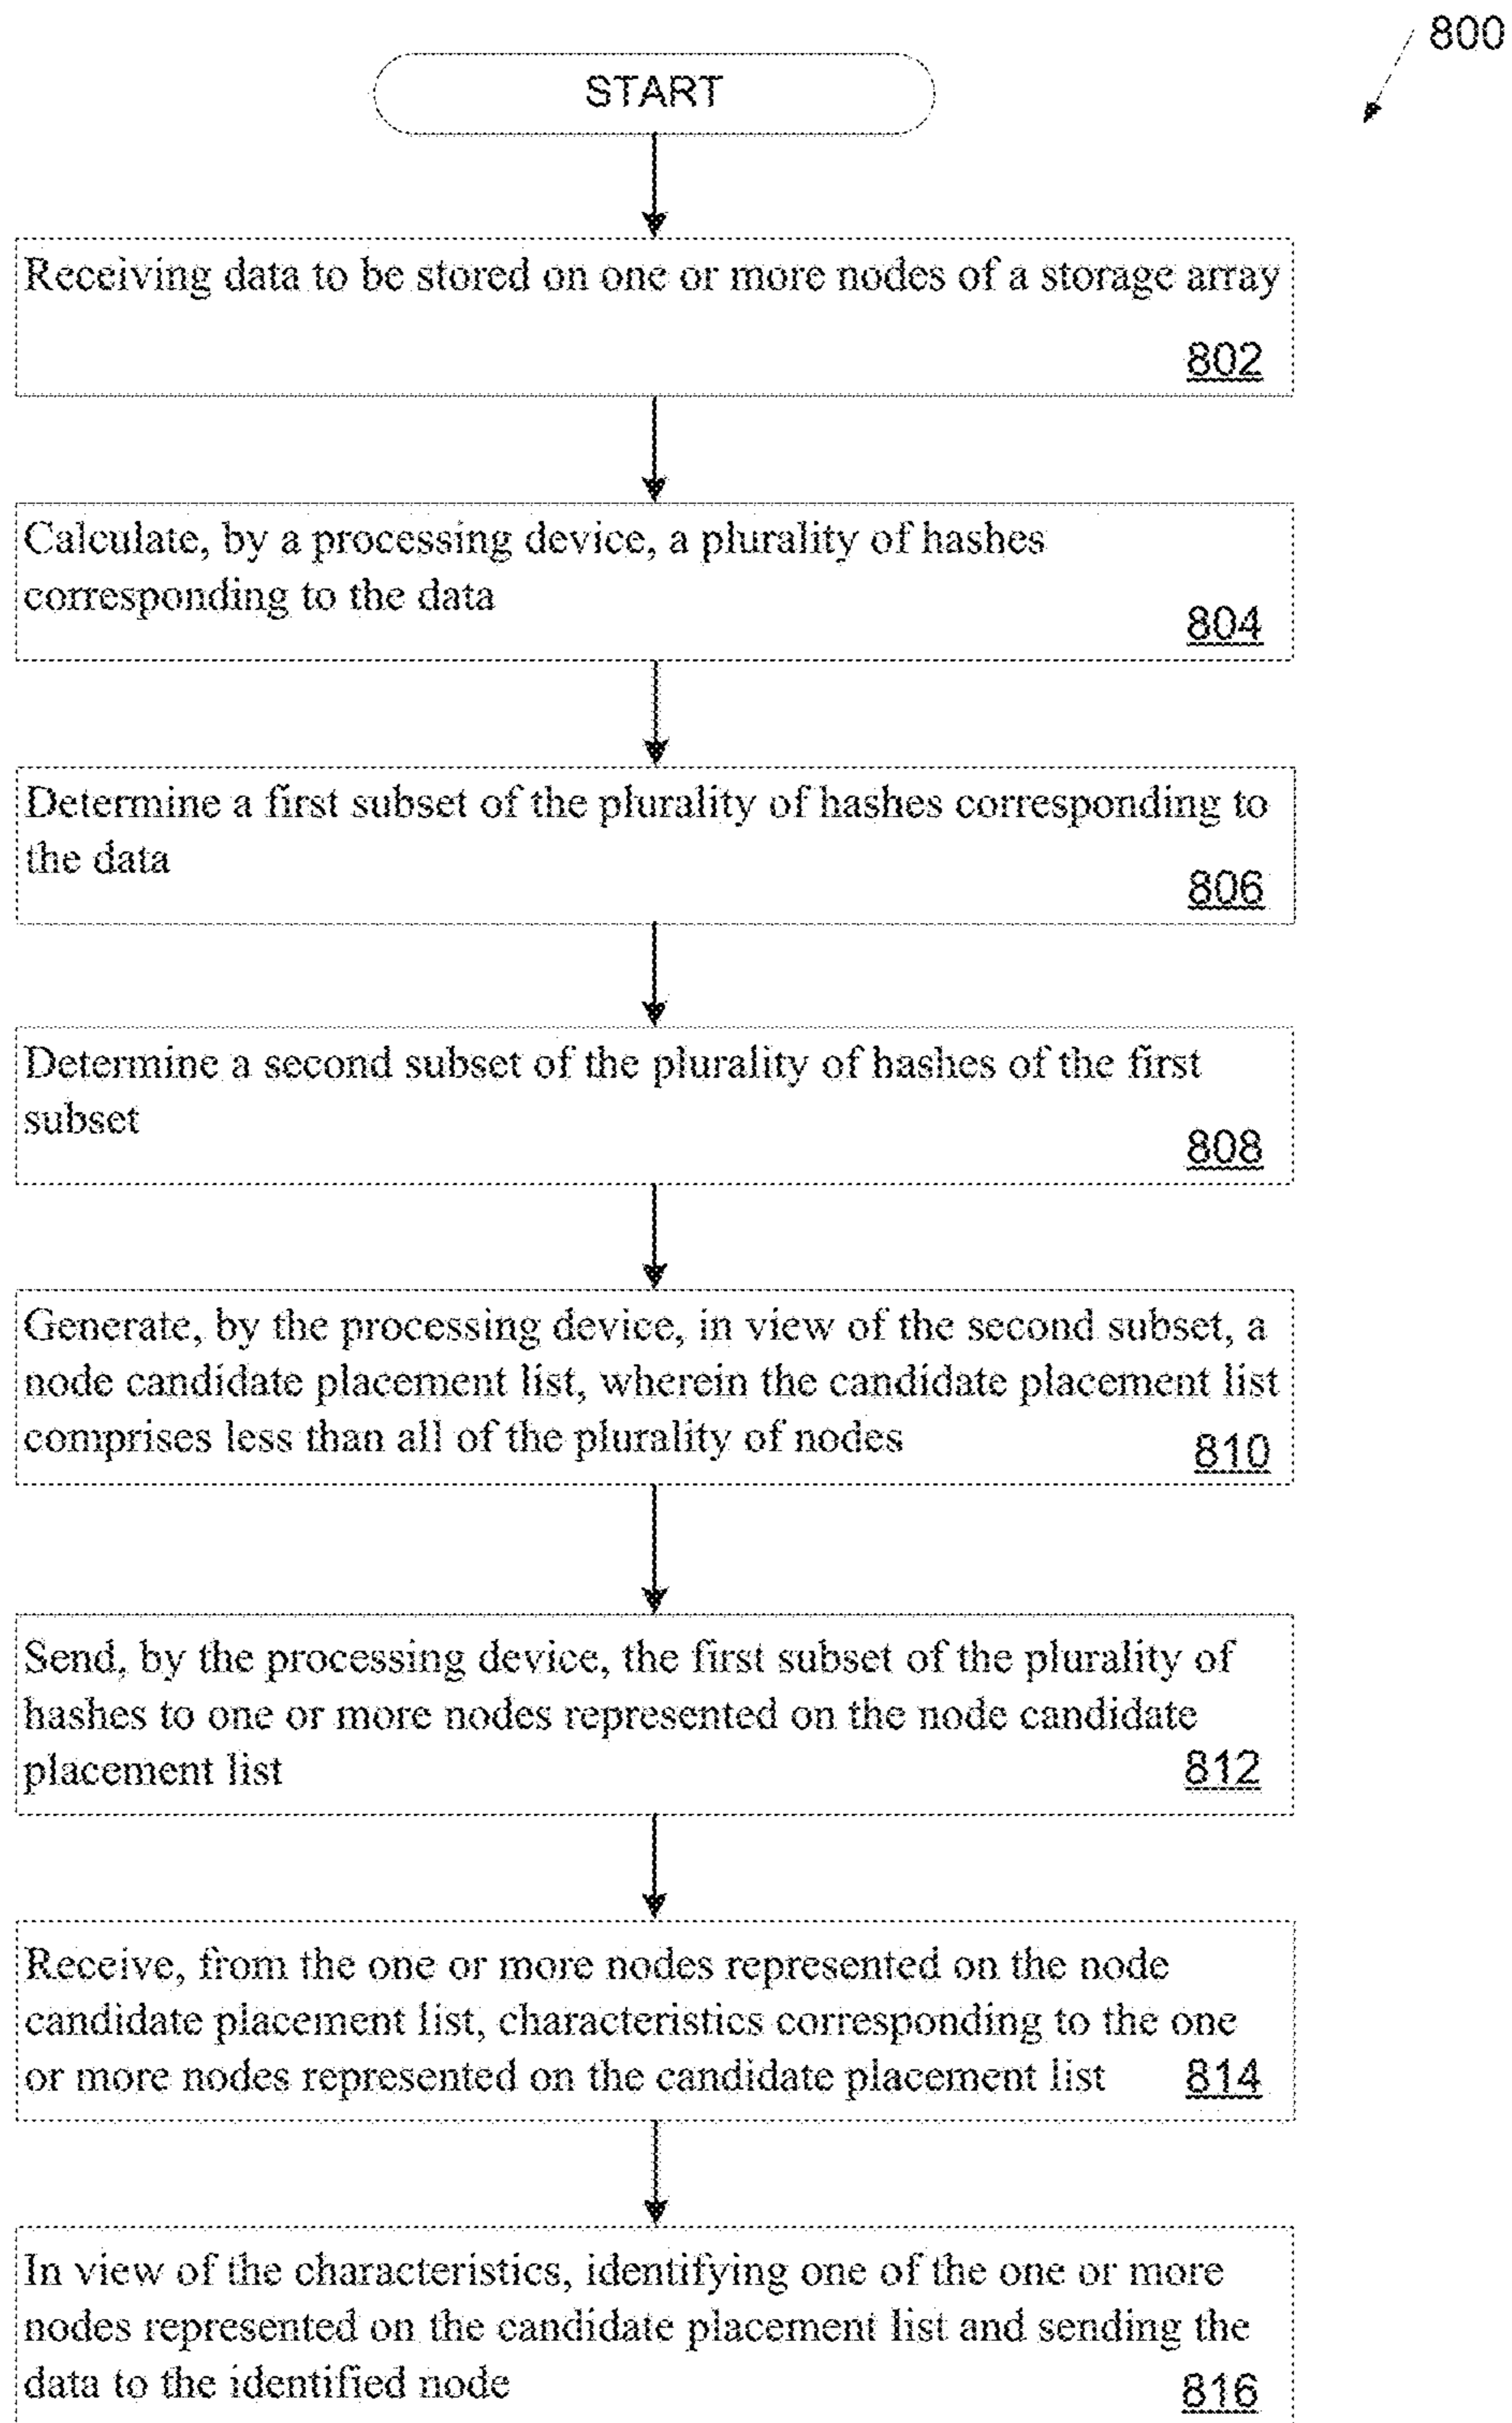 800
START
Receiving data to be stored on one or more nodes of a storage array
802
Calculate, by a processing device, a plurality of hashes
corresponding to the data
804
Determine a first subset of the plurality of hashes corresponding to
the data
806
Determine a second subset of the plurality of hashes of the first
subset
808
Generate, by the processing device, in view of the second subset, a
node candidate placement list, wherein the candidate placement list
comprises less than all of the plurality of nodes
810
Send, by the processing device, the first subset of the plurality of
hashes to one or more nodes represented on the node candidate
placement list
812
Receive, from the one or more nodes represented on the node
candidate placement list, characteristics corresponding to the one
or more nodes represented on the candidate placement list
814
In view of the characteristics, identifying one of the one or more
nodes represented on the candidate placement list and sending the
data to the identified node
816